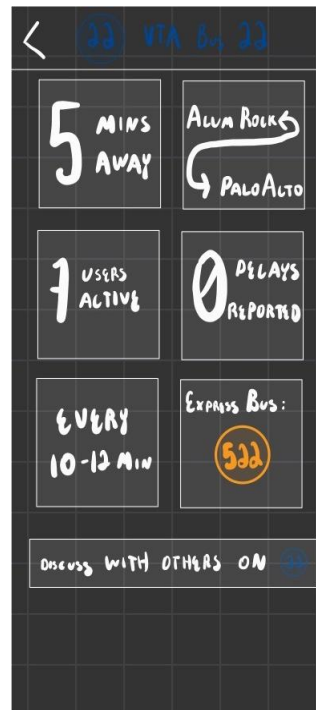 22 VTA Bus 22
5 MINS AWAY
ALUM ROCK
PALO ALTO
7 USERS ACTIVE
0 DELAYS REPORTED
EVERY
10-12 MIN
EXPRESS BUS:
522
DISCUSS WITH OTHERS ON 22